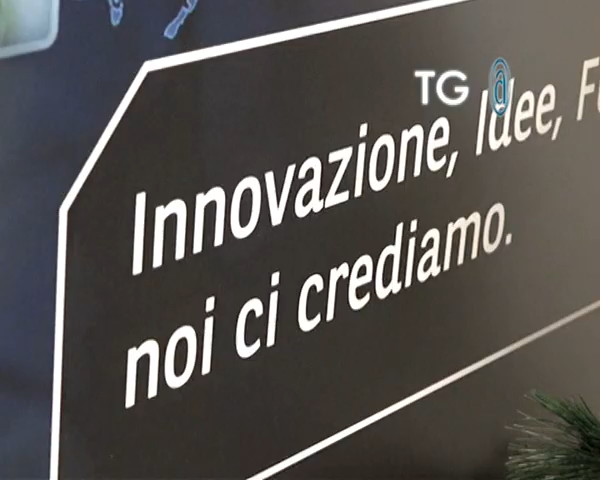 TG @
Innovazione, Idee,
noi ci crediamo.